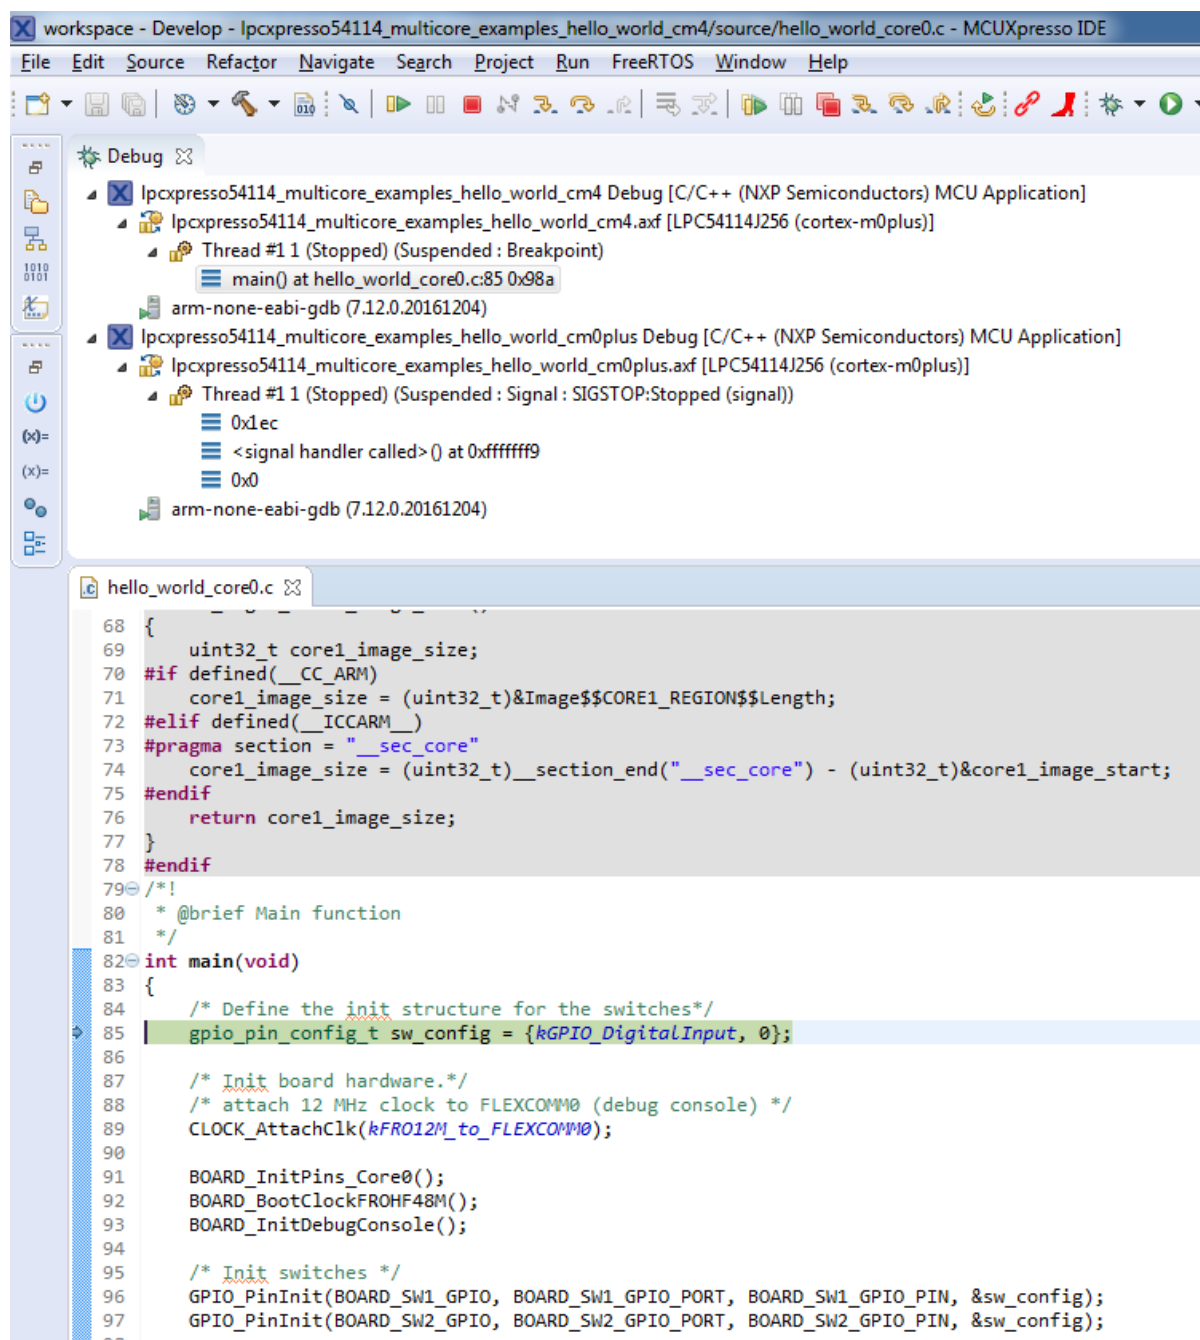 workspace - Develop - lpcxpresso54114_multicore_examples_hello_world_cm4/source/hello_world_core0.c - MCUXpresso IDE
File Edit Source Refactor Navigate Search Project Run FreeRTOS Window Help
Debug
lpcxpresso54114_multicore_examples_hello_world_cm4 Debug [C/C++ (NXP Semiconductors) MCU Application]
lpcxpresso54114_multicore_examples_hello_world_cm4.axf [LPC54114J256 (cortex-m0plus)]
Thread #1 1 (Stopped) (Suspended : Breakpoint)
main() at hello_world_core0.c:85 0x98a
arm-none-eabi-gdb (7.12.0.20161204)
lpcxpresso54114_multicore_examples_hello_world_cm0plus Debug [C/C++ (NXP Semiconductors) MCU Application]
lpcxpresso54114_multicore_examples_hello_world_cm0plus.axf [LPC54114J256 (cortex-m0plus)]
Thread #1 1 (Stopped) (Suspended : Signal : SIGSTOP:Stopped (signal))
0x1ec
<signal handler called>() at 0xfffffff9
0x0
arm-none-eabi-gdb (7.12.0.20161204)
hello_world_core0.c
68 {
69     uint32_t core1_image_size;
70 #if defined(__CC_ARM)
71     core1_image_size = (uint32_t)&Image$$CORE1_REGION$$Length;
72 #elif defined(__ICCARM__)
73 #pragma section = "__sec_core"
74     core1_image_size = (uint32_t)__section_end("__sec_core") - (uint32_t)&core1_image_start;
75 #endif
76     return core1_image_size;
77 }
78 #endif
79 /*!
80  * @brief Main function
81  */
82 int main(void)
83 {
84     /* Define the init structure for the switches*/
85     gpio_pin_config_t sw_config = {kGPIO_DigitalInput, 0};
86
87     /* Init board hardware.*/
88     /* attach 12 MHz clock to FLEXCOMM0 (debug console) */
89     CLOCK_AttachClk(kFRO12M_to_FLEXCOMM0);
90
91     BOARD_InitPins_Core0();
92     BOARD_BootClockFROHF48M();
93     BOARD_InitDebugConsole();
94
95     /* Init switches */
96     GPIO_PinInit(BOARD_SW1_GPIO, BOARD_SW1_GPIO_PORT, BOARD_SW1_GPIO_PIN, &sw_config);
97     GPIO_PinInit(BOARD_SW2_GPIO, BOARD_SW2_GPIO_PORT, BOARD_SW2_GPIO_PIN, &sw_config);